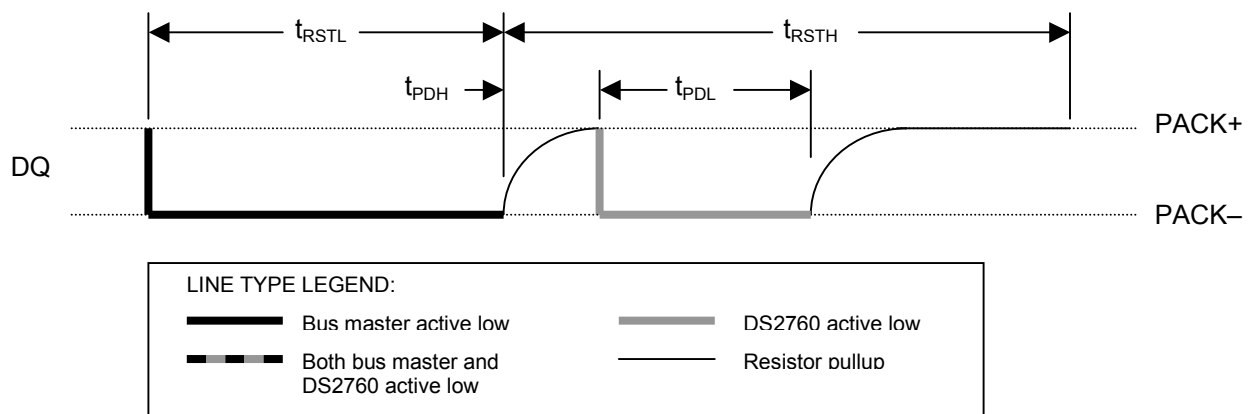 tRSTL
tRSTH
tPDH
tPDL
PACK+
DQ
PACK–
LINE TYPE LEGEND:
Bus master active low
DS2760 active low
Both bus master and
DS2760 active low
Resistor pullup